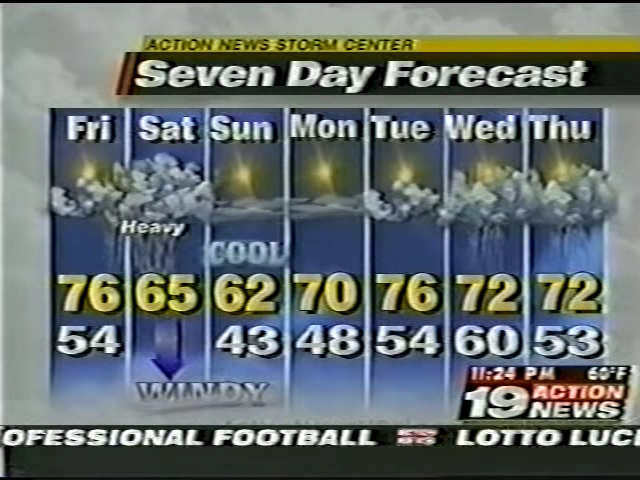 ACTION NEWS STORM CENTER
Seven Day Forecast
Fri Sat Sun Mon Tue Wed Thu
Heavy
COOL
76 65 62 70 76 72 72
54 43 48 54 60 53
WINDY
11:24 PM 60°F
19 ACTION NEWS
OFESSIONAL FOOTBALL LOTTO LUC